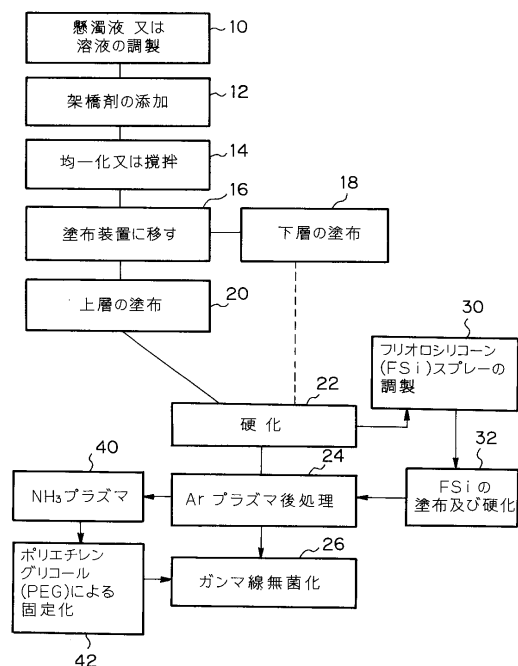 懸濁液 又は
溶液の調製
10
架橋剤の添加
12
均一化又は撹拌
14
塗布装置に移す
16
下層の塗布
18
上層の塗布
20
硬化
22
フリオロシリコーン
(FSi)スプレーの
調製
30
FSiの
塗布及び硬化
32
Ar プラズマ後処理
24
NH₃プラズマ
40
ポリエチレン
グリコール
(PEG)による
固定化
42
ガンマ線無菌化
26